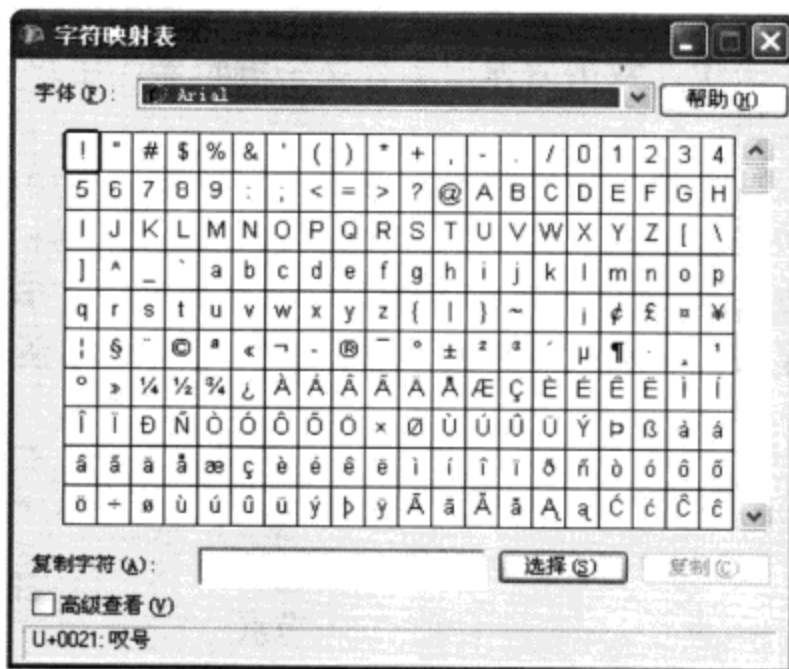 字符映射表
字体(F): Arial 帮助(H)
! " # $ % & ' ( ) * + , - . / 0 1 2 3 4
5 6 7 8 9 : ; < = > ? @ A B C D E F G H
I J K L M N O P Q R S T U V W X Y Z [ \
] ^ _ ` a b c d e f g h i j k l m n o p
q r s t u v w x y z { | } ~ ¡ ¢ £ ¤ ¥
¦ § ¨ © ª « ¬ - ® ¯ ° ± ² ³ ´ µ ¶ · ¸ ¹
º » ¼ ½ ¾ ¿ À Á Â Ã Ä Å Æ Ç È É Ê Ë Ì Í
Î Ï Ð Ñ Ò Ó Ô Õ Ö × Ø Ù Ú Û Ü Ý Þ ß à á
â ã ä å æ ç è é ê ë ì í î ï ð ñ ò ó ô õ
ö ÷ ø ù ú û ü ý þ ÿ Ā ā Ă ă Ą ą Ć ć Ĉ ĉ
复制字符(A): 选择(S) 复制(C)
高级查看(V)
U+0021: 叹号